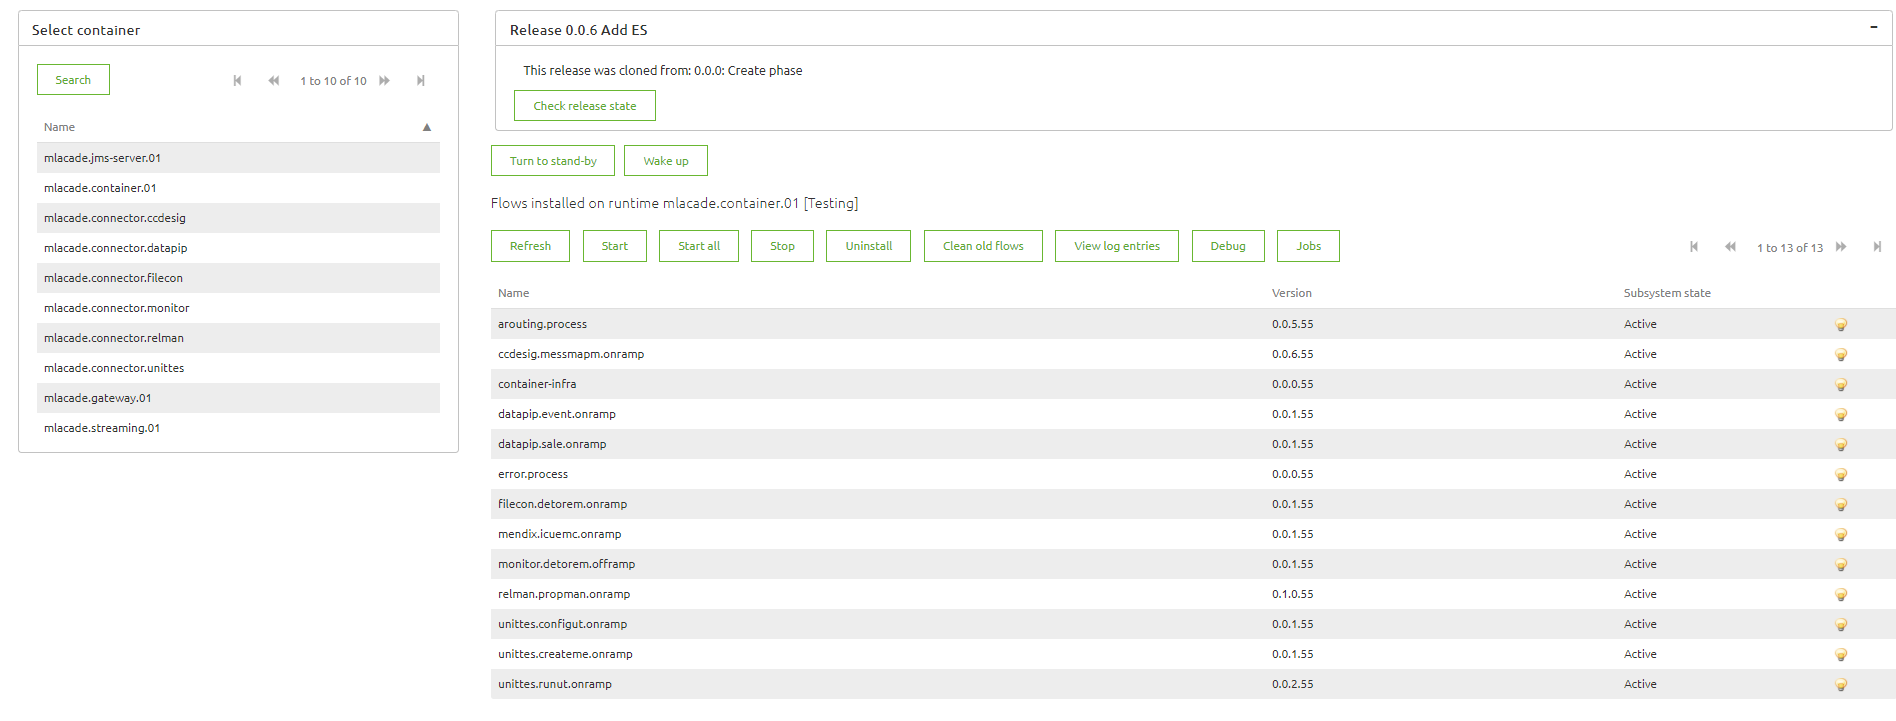 Select container
Search
1 to 10 of 10
Name ▲
mlacade.jms-server.01
mlacade.container.01
mlacade.connector.ccdesig
mlacade.connector.datapip
mlacade.connector.filecon
mlacade.connector.monitor
mlacade.connector.relman
mlacade.connector.unittes
mlacade.gateway.01
mlacade.streaming.01
Release 0.0.6 Add ES −
This release was cloned from: 0.0.0: Create phase
Check release state
Turn to stand-by Wake up
Flows installed on runtime mlacade.container.01 [Testing]
Refresh Start Start all Stop Uninstall Clean old flows View log entries Debug Jobs 1 to 13 of 13
Name Version Subsystem state
arouting.process 0.0.5.55 Active
ccdesig.messmapm.onramp 0.0.6.55 Active
container-infra 0.0.0.55 Active
datapip.event.onramp 0.0.1.55 Active
datapip.sale.onramp 0.0.1.55 Active
error.process 0.0.0.55 Active
filecon.detorem.onramp 0.0.1.55 Active
mendix.icuemc.onramp 0.0.1.55 Active
monitor.detorem.offramp 0.0.1.55 Active
relman.propman.onramp 0.1.0.55 Active
unittes.configut.onramp 0.0.1.55 Active
unittes.createme.onramp 0.0.1.55 Active
unittes.runut.onramp 0.0.2.55 Active